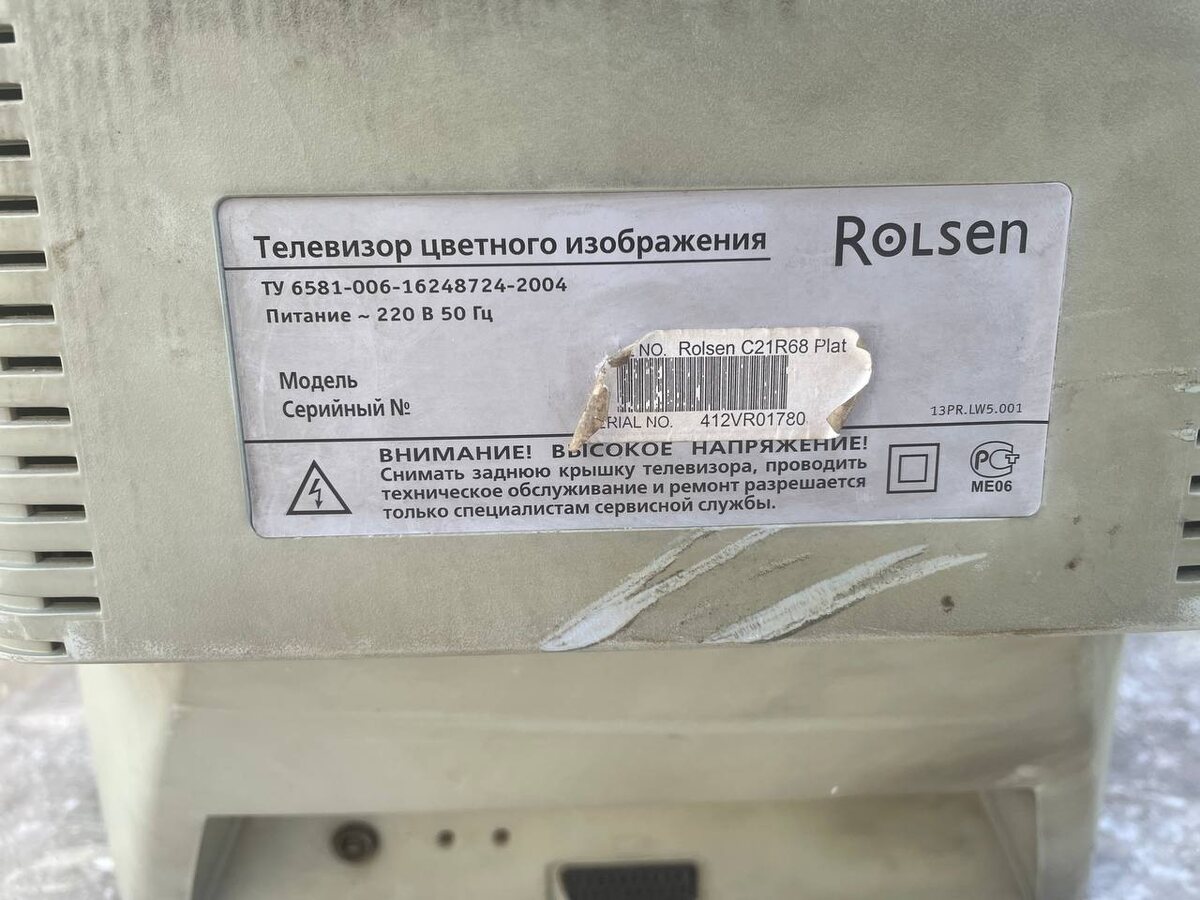 Телевизор цветного изображения
ROLSEN
ТУ 6581-006-16248724-2004
Питание ~ 220 В 50 Гц
NO. Rolsen C21R68 Plat
Модель
Серийный №
ERIAL NO. 412VR01780
13PR.LW5.001
ВНИМАНИЕ! ВЫСОКОЕ НАПРЯЖЕНИЕ!
Снимать заднюю крышку телевизора, проводить
техническое обслуживание и ремонт разрешается
только специалистам сервисной службы.
РСТ
МЕ06